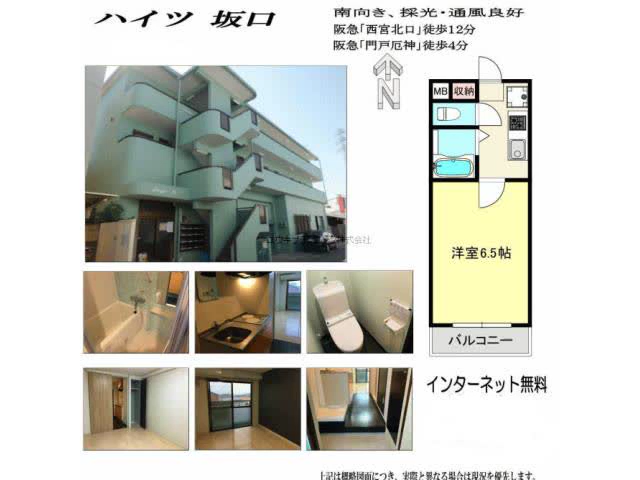 ハイツ 坂口
南向き、採光・通風良好
阪急「西宮北口」徒歩12分
阪急「門戸厄神」徒歩4分
N
MB
収納
洋室6.5帖
バルコニー
インターネット無料
上記は概略図面につき、実際と異なる場合は現況を優先します。